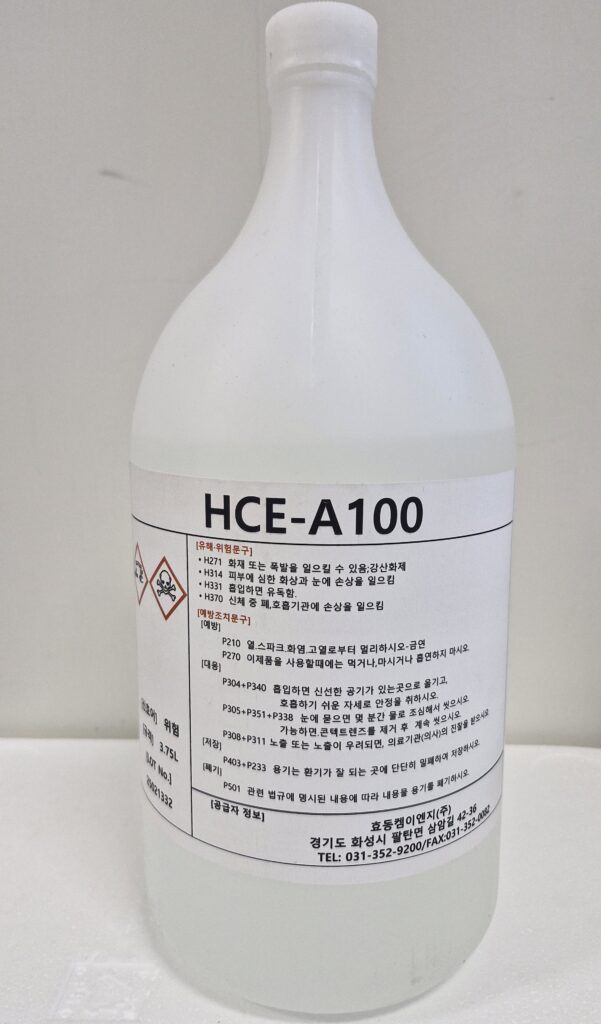 HCE-A100
[유해·위험문구]
• H271 화재 또는 폭발을 일으킬 수 있음;강산화제
• H314 피부에 심한 화상과 눈에 손상을 일으킴
• H331 흡입하면 유독함.
• H370 신체 중 폐,호흡기관에 손상을 일으킴
[예방조치문구]
[예방]
P210 열.스파크.화염.고열로부터 멀리하시오-금연
P270 이제품을 사용할때에는 먹거나,마시거나 흡연하지 마시오.
[대응]
P304+P340 흡입하면 신선한 공기가 있는곳으로 옮기고,
호흡하기 쉬운 자세로 안정을 취하시오.
P305+P351+P338 눈에 묻으면 몇 분간 물로 조심해서 씻으시오.
가능하면.콘텍트렌즈를 제거 후 계속 씻으시오.
P308+P311 노출 또는 노출이 우려되면, 의료기관(의사)의 진찰을 받으시오
[저장]
P403+P233 용기는 환기가 잘 되는 곳에 단단히 밀폐하여 저장하시오.
[폐기]
P501 관련 법규에 명시된 내용에 따라 내용물 용기를 폐기하시오.
[신호어] 위험
3.75L
[LOT No.]
20021332
[공급자 정보]
효동켐이엔지(주)
경기도 화성시 팔탄면 삼암길 42-36
TEL: 031-352-9200/FAX:031-352-0082